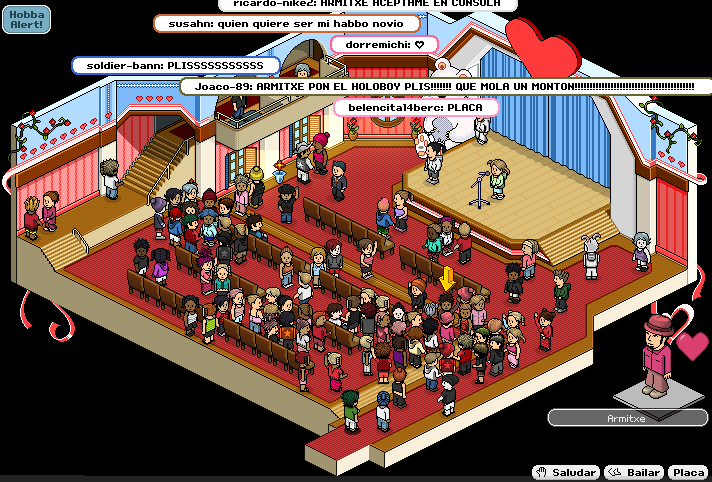 ricardo-nike2: ARMITXE ACEPTAME EN CONSOLA
Hobba
Alert!
susahn: quien quiere ser mi habbo novio
dorremichi: ♥
soldier-bann: PLISSSSSSSSSSS
Joaco-89: ARMITXE PON EL HOLOBOY PLIS!!!!!! QUE MOLA UN MONTON!!!!!!!!!!!!!!!!!!!!!!!!!!!!!!!!!!!!!!!!
belencita14berc: PLACA
Armitxe
Saludar
Bailar
Placa